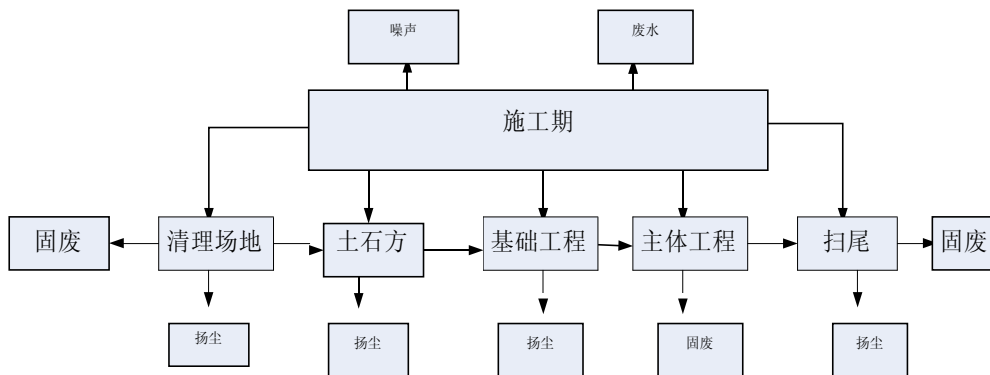 噪声
废水
施工期
固废
清理场地
土石方
基础工程
主体工程
扫尾
固废
扬尘
扬尘
扬尘
固废
扬尘